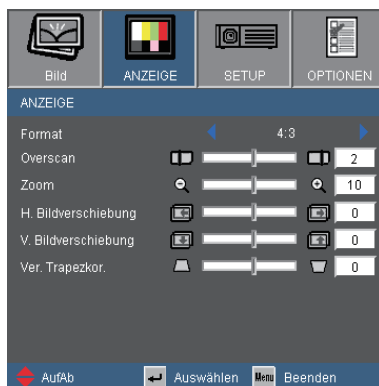 Bild ANZEIGE SETUP OPTIONEN
ANZEIGE
Format 4:3
Overscan 2
Zoom 10
H. Bildverschiebung 0
V. Bildverschiebung 0
Ver. Trapezkor. 0
AufAb Auswählen Menu Beenden